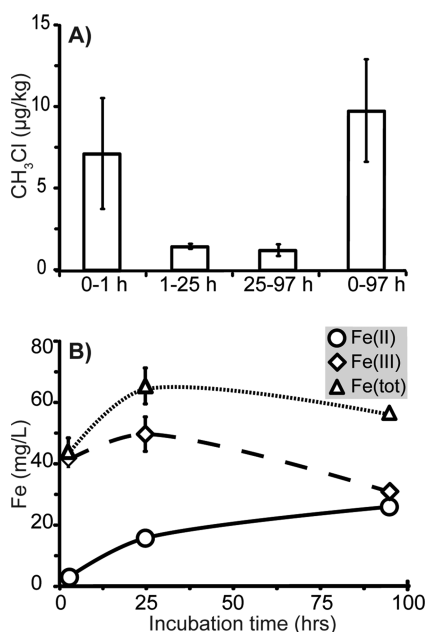 A)
15
10
5
0
CH₃Cl (µg/kg)
0-1 h 1-25 h 25-97 h 0-97 h
B)
Fe(II)
Fe(III)
Fe(tot)
80
60
40
20
0
Fe (mg/L)
0 25 50 75 100
Incubation time (hrs)